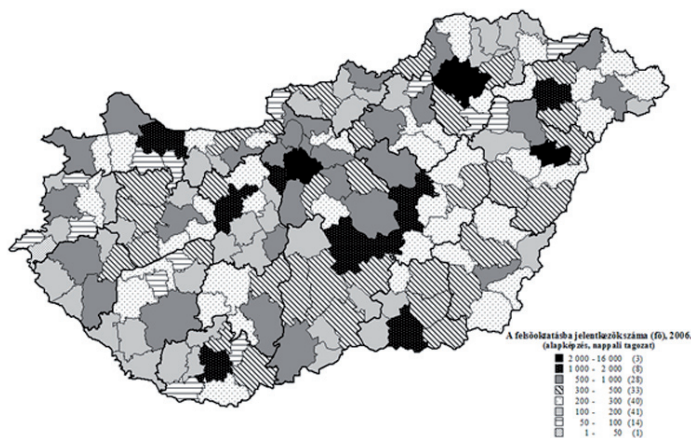 A felsőoktatásba jelentkezők száma (fő), 2006.
(alapképzés, nappali tagozat)
2 000 - 16 000 (3)
1 000 - 2 000 (8)
500 - 1 000 (28)
300 - 500 (33)
200 - 300 (40)
100 - 200 (41)
50 - 100 (14)
1 - 50 (1)